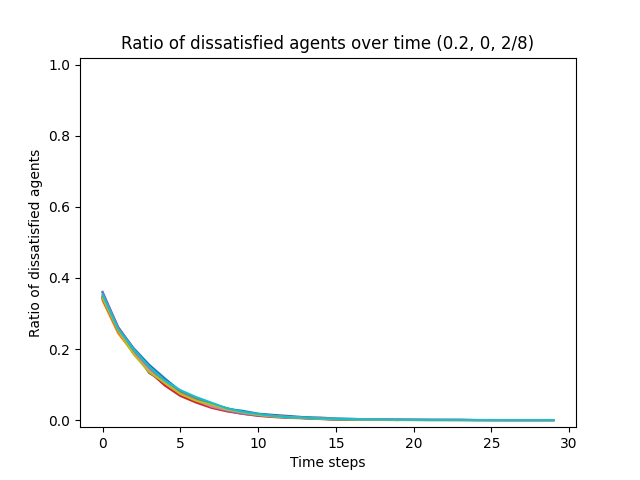 Ratio of dissatisfied agents over time (0.2, 0, 2/8)
1.0
0.8
0.6
0.4
0.2
0.0
Ratio of dissatisfied agents
0 5 10 15 20 25 30
Time steps